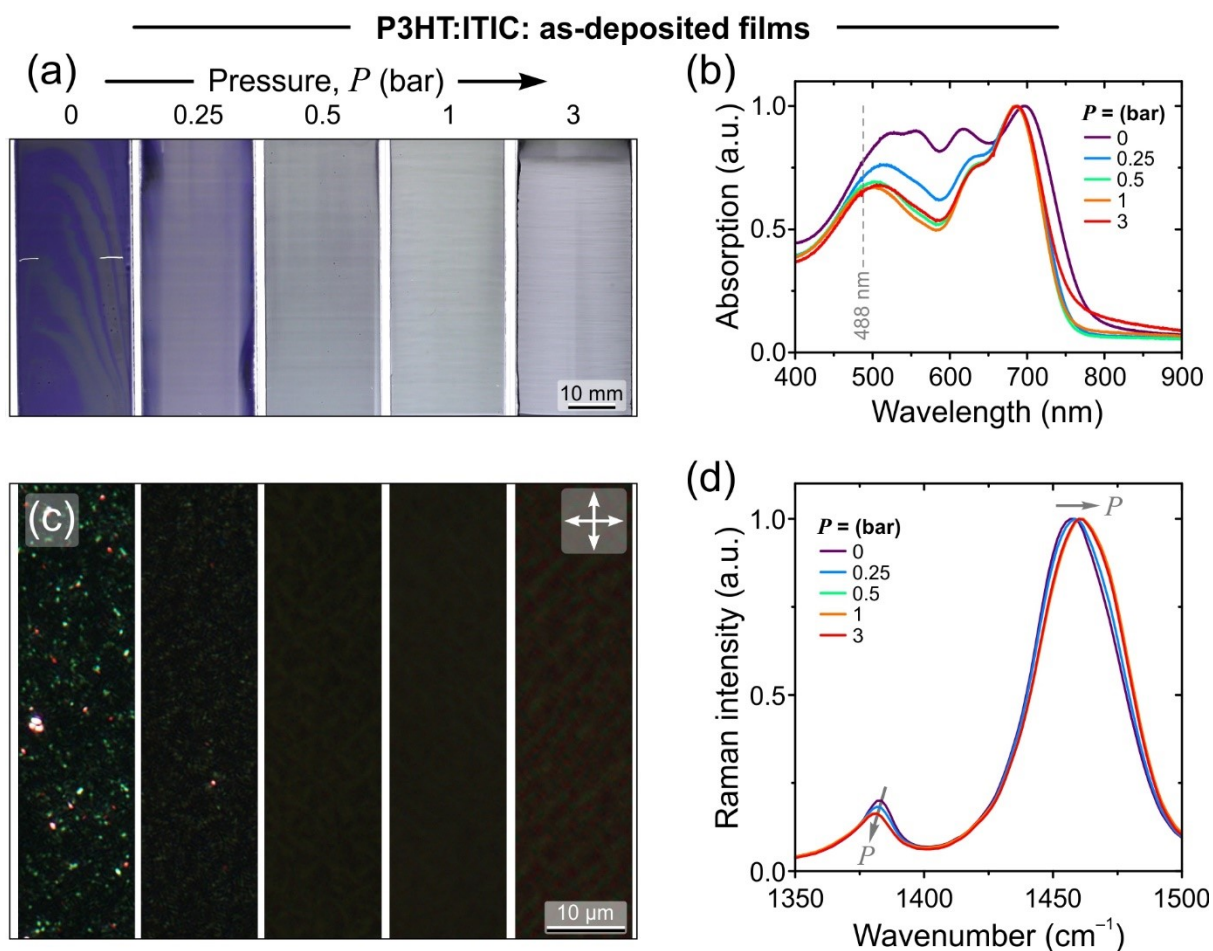 P3HT:ITIC: as-deposited films
(a)
Pressure, P (bar)
0 0.25 0.5 1 3
10 mm
(b)
Absorption (a.u.)
1.0
0.5
0.0
400 500 600 700 800 900
Wavelength (nm)
488 nm
P = (bar)
0
0.25
0.5
1
3
(c)
10 µm
(d)
Raman intensity (a.u.)
1.0
0.5
0.0
1350 1400 1450 1500
Wavenumber (cm⁻¹)
P = (bar)
0
0.25
0.5
1
3
P
P